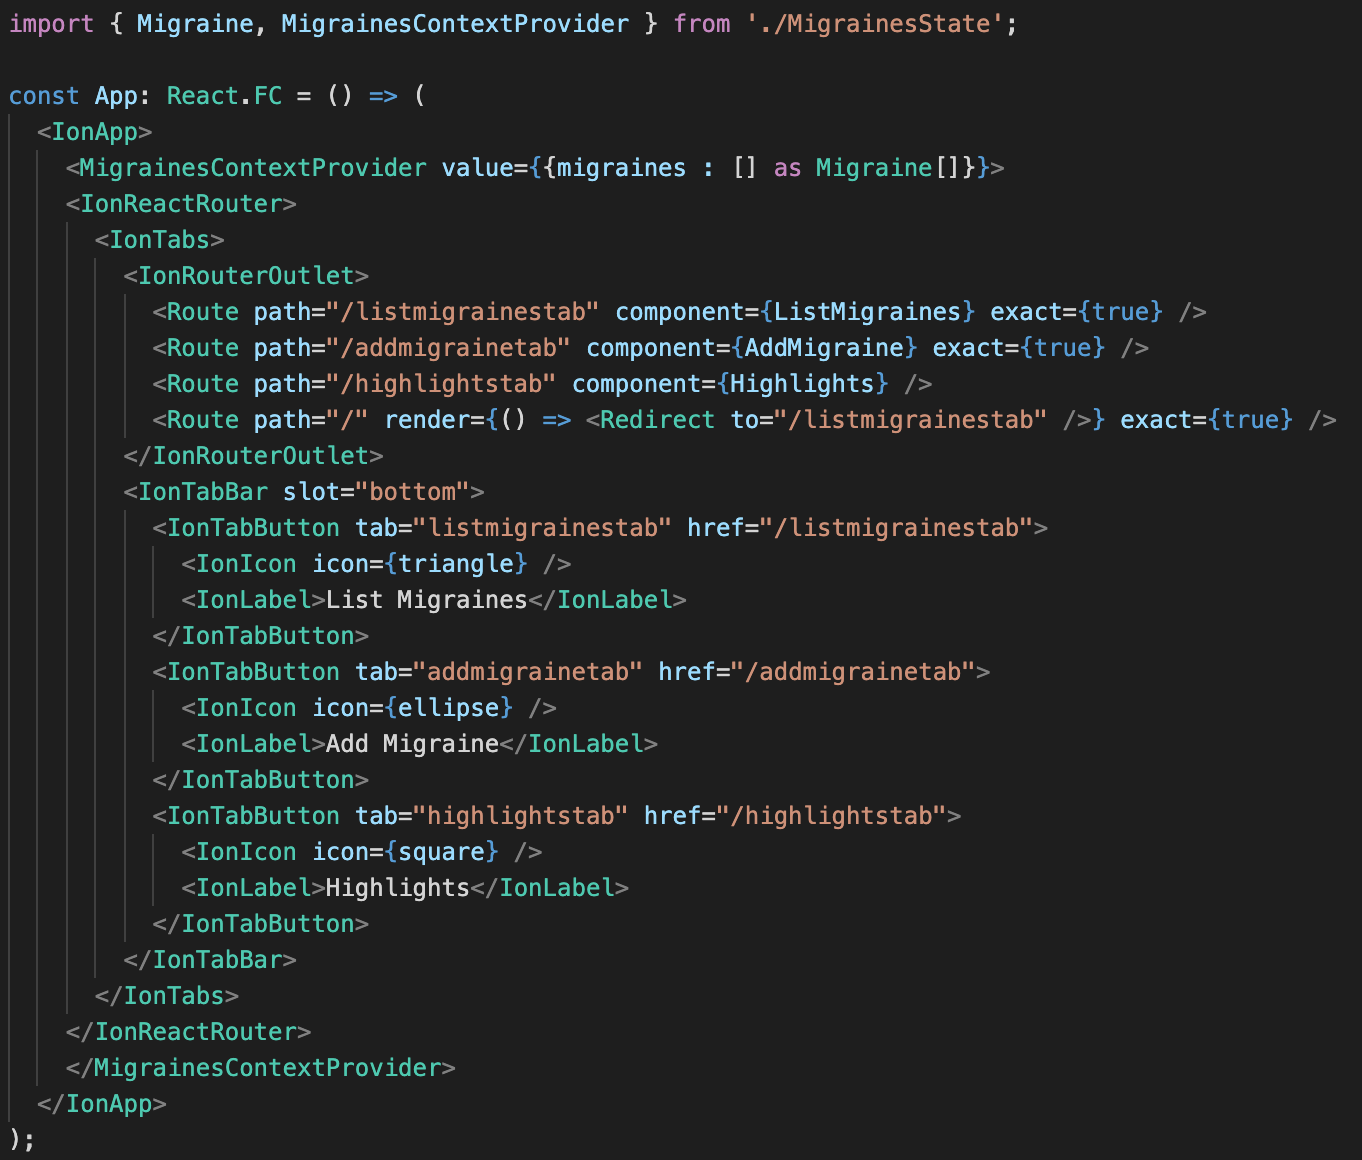 import { Migraine, MigrainesContextProvider } from './MigrainesState';

const App: React.FC = () => (
  <IonApp>
    <MigrainesContextProvider value={{migraines : [] as Migraine[]}}>
    <IonReactRouter>
      <IonTabs>
        <IonRouterOutlet>
          <Route path="/listmigrainestab" component={ListMigraines} exact={true} />
          <Route path="/addmigrainetab" component={AddMigraine} exact={true} />
          <Route path="/highlightstab" component={Highlights} />
          <Route path="/" render={() => <Redirect to="/listmigrainestab" />} exact={true} />
        </IonRouterOutlet>
        <IonTabBar slot="bottom">
          <IonTabButton tab="listmigrainestab" href="/listmigrainestab">
            <IonIcon icon={triangle} />
            <IonLabel>List Migraines</IonLabel>
          </IonTabButton>
          <IonTabButton tab="addmigrainetab" href="/addmigrainetab">
            <IonIcon icon={ellipse} />
            <IonLabel>Add Migraine</IonLabel>
          </IonTabButton>
          <IonTabButton tab="highlightstab" href="/highlightstab">
            <IonIcon icon={square} />
            <IonLabel>Highlights</IonLabel>
          </IonTabButton>
        </IonTabBar>
      </IonTabs>
    </IonReactRouter>
    </MigrainesContextProvider>
  </IonApp>
);